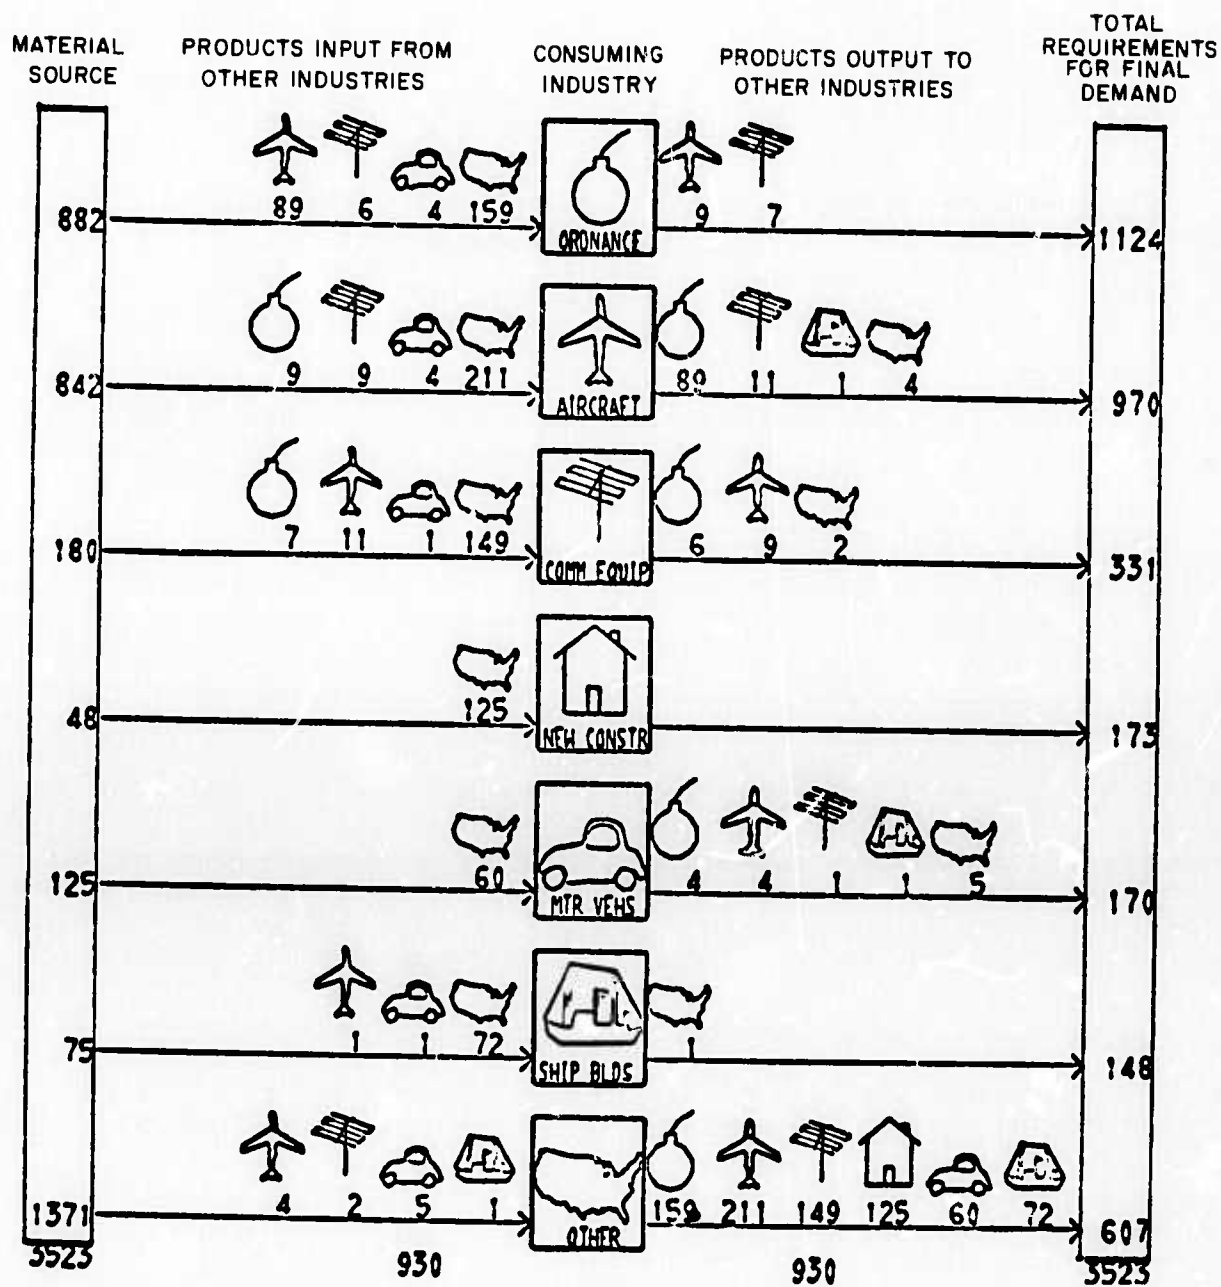 MATERIAL SOURCE
PRODUCTS INPUT FROM OTHER INDUSTRIES
CONSUMING INDUSTRY
PRODUCTS OUTPUT TO OTHER INDUSTRIES
TOTAL REQUIREMENTS FOR FINAL DEMAND
882 89 6 4 159 ORDNANCE 9 7 1124
842 9 9 4 211 AIRCRAFT 89 11 1 4 970
180 7 11 1 149 COMM EQUIP 6 9 2 331
48 125 NEW CONSTR 173
125 60 MTR VEHS 4 4 1 1 5 170
75 1 1 72 SHIP BLDS 1 148
1371 4 2 5 1 OTHER 159 211 149 125 60 72 607
3523 930 930 3523